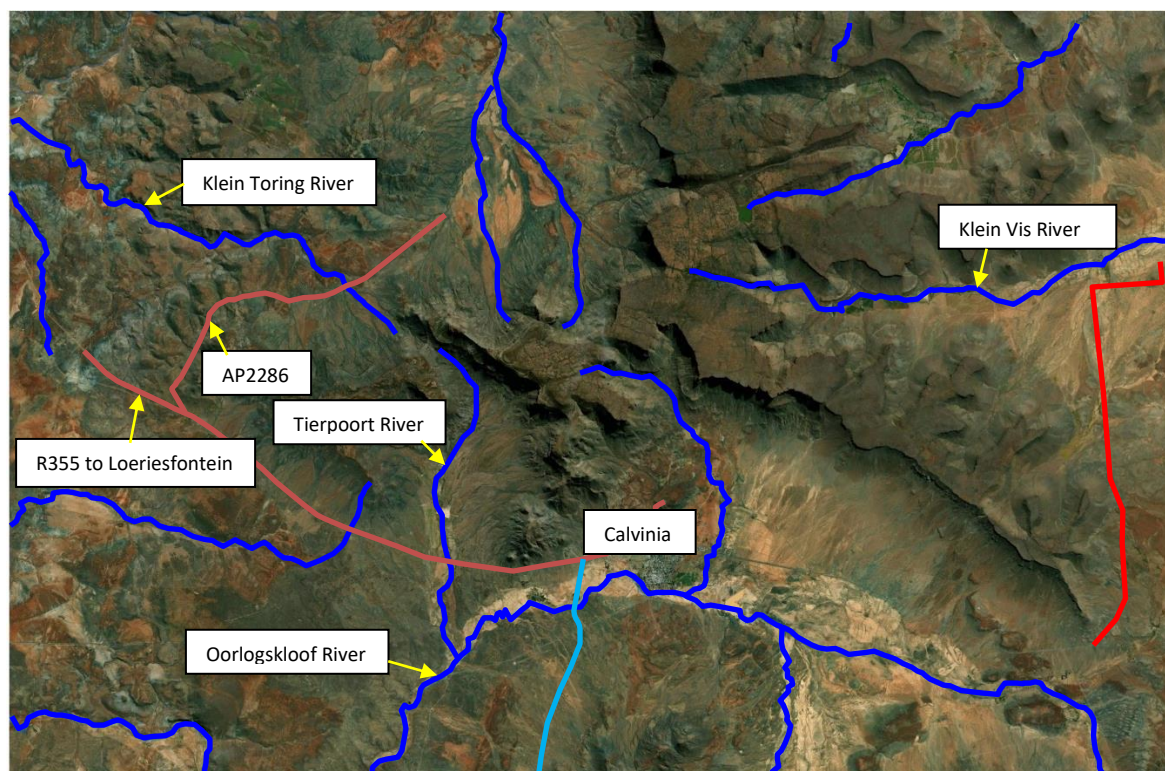 Klein Toring River
Klein Vis River
AP2286
Tierpoort River
R355 to Loeriesfontein
Calvinia
Oorlogskloof River